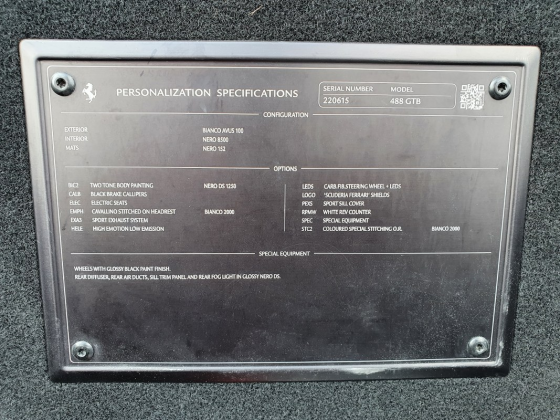 PERSONALIZATION SPECIFICATIONS
SERIAL NUMBER MODEL
220615 488 GTB
CONFIGURATION
EXTERIOR BIANCO AVUS 100
INTERIOR NERO 8500
MATS NERO 152
OPTIONS
BIC2 TWO TONE BODY PAINTING NERO DS 1250
CALB BLACK BRAKE CALLIPERS
ELEC ELECTRIC SEATS
EMPH CAVALLINO STITCHED ON HEADREST BIANCO 2000
EXA3 SPORT EXHAUST SYSTEM
HELE HIGH EMOTION LOW EMISSION
LEDS CARB.FIB.STEERING WHEEL + LEDS
LOGO 'SCUDERIA FERRARI' SHIELDS
PEXS SPORT SILL COVER
RPMW WHITE REV COUNTER
SPEC SPECIAL EQUIPMENT
STC2 COLOURED SPECIAL STITCHING O.R. BIANCO 2000
SPECIAL EQUIPMENT
WHEELS WITH GLOSSY BLACK PAINT FINISH.
REAR DIFFUSER, REAR AIR DUCTS, SILL TRIM PANEL AND REAR FOG LIGHT IN GLOSSY NERO DS.